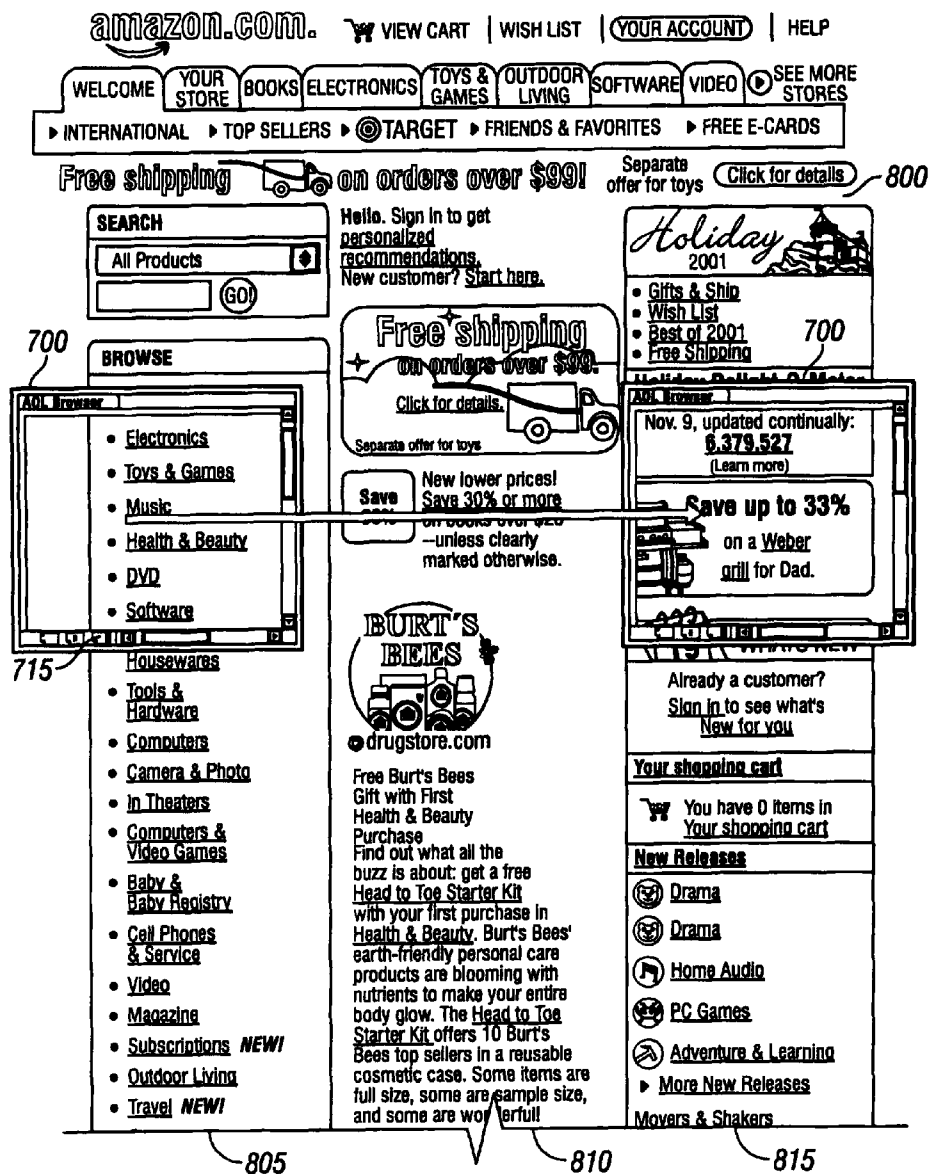 amazon.com.
VIEW CART | WISH LIST | YOUR ACCOUNT | HELP
WELCOME
YOUR STORE
BOOKS
ELECTRONICS
TOYS & GAMES
OUTDOOR LIVING
SOFTWARE
VIDEO
SEE MORE STORES
INTERNATIONAL
TOP SELLERS
TARGET
FRIENDS & FAVORITES
FREE E-CARDS
Free shipping on orders over $99!
Separate offer for toys
Click for details
800
SEARCH
All Products
GO!
700
BROWSE
AOL Browser
Electronics
Toys & Games
Music
Health & Beauty
DVD
Software
715
Housewares
Tools &
Hardware
Computers
Camera & Photo
In Theaters
Computers &
Video Games
Baby &
Baby Registry
Cell Phones
& Service
Video
Magazine
Subscriptions NEW!
Outdoor Living
Travel NEW!
805
Hello. Sign in to get
personalized
recommendations.
New customer? Start here.
Free shipping
on orders over $99.
Click for details.
Separate offer for toys
Save
New lower prices!
Save 30% or more
on books over $20
—unless clearly
marked otherwise.
BURT'S
BEES
drugstore.com
Free Burt's Bees
Gift with First
Health & Beauty
Purchase
Find out what all the
buzz is about: get a free
Head to Toe Starter Kit
with your first purchase in
Health & Beauty. Burt's Bees'
earth-friendly personal care
products are blooming with
nutrients to make your entire
body glow. The Head to Toe
Starter Kit offers 10 Burt's
Bees top sellers in a reusable
cosmetic case. Some items are
full size, some are sample size,
and some are wonderful!
810
Holiday
2001
Gifts & Ship
Wish List
Best of 2001
Free Shipping
700
Holiday Delight-O-Meter
AOL Browser
Nov. 9, updated continually:
6,379,527
(Learn more)
Save up to 33%
on a Weber
grill for Dad.
WHAT'S NEW
Already a customer?
Sign in to see what's
New for you
Your shopping cart
You have 0 items in
Your shopping cart
New Releases
Drama
Drama
Home Audio
PC Games
Adventure & Learning
More New Releases
Movers & Shakers
815